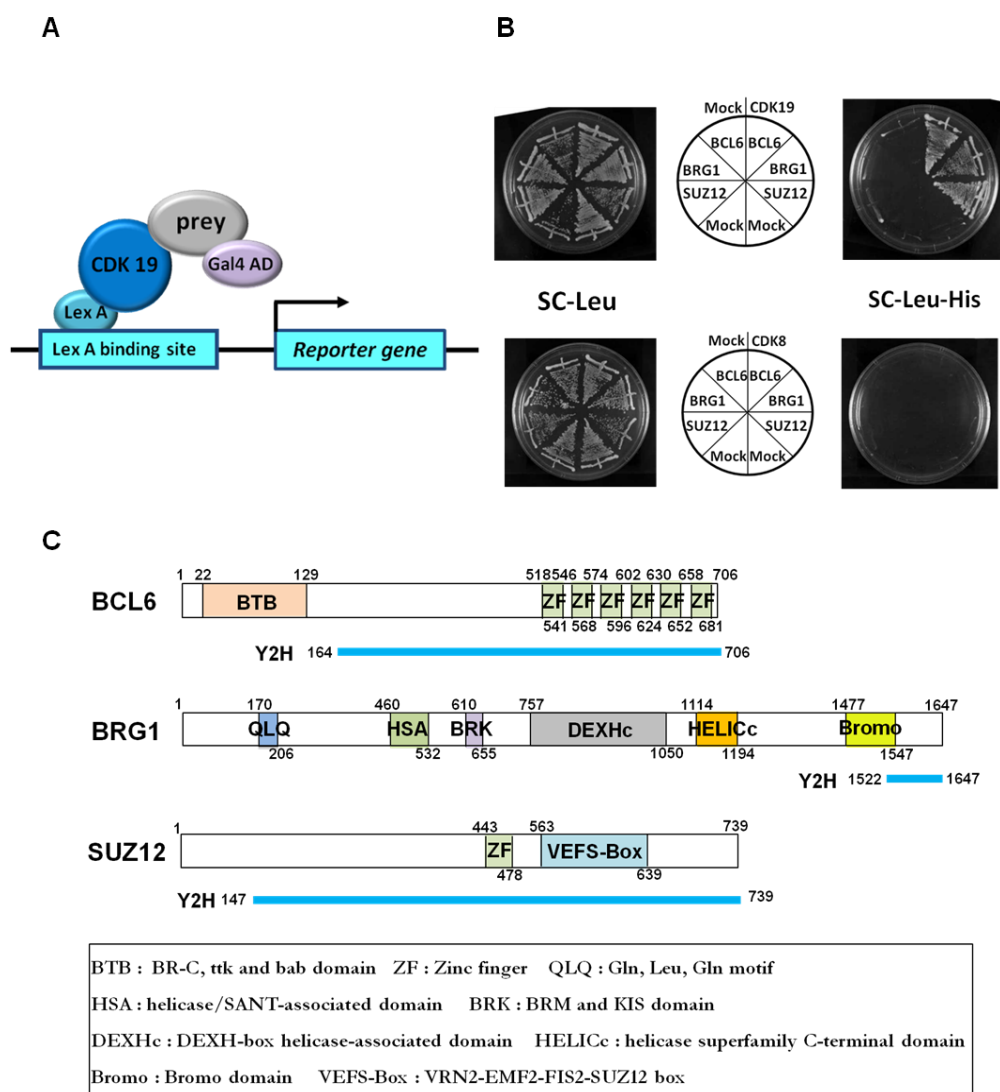 A
B
prey
CDK 19
Gal4 AD
Lex A
Lex A binding site
Reporter gene
Mock CDK19
BCL6 BCL6
BRG1 BRG1
SUZ12 SUZ12
Mock Mock
SC-Leu
SC-Leu-His
Mock CDK8
BCL6 BCL6
BRG1 BRG1
SUZ12 SUZ12
Mock Mock
C
1 22 129 518 546 574 602 630 658 706
BCL6
BTB ZF ZF ZF ZF ZF ZF
541 568 596 624 652 681
Y2H 164 706
1 170 460 610 757 1114 1477 1647
BRG1
QLQ HSA BRK DEXHc HELICc Bromo
206 532 655 1050 1194 1547
Y2H 1522 1647
1 443 563 739
SUZ12
ZF VEFS-Box
478 639
Y2H 147 739
BTB : BR-C, ttk and bab domain ZF : Zinc finger QLQ : Gln, Leu, Gln motif
HSA : helicase/SANT-associated domain BRK : BRM and KIS domain
DEXHc : DEXH-box helicase-associated domain HELICc : helicase superfamily C-terminal domain
Bromo : Bromo domain VEFS-Box : VRN2-EMF2-FIS2-SUZ12 box